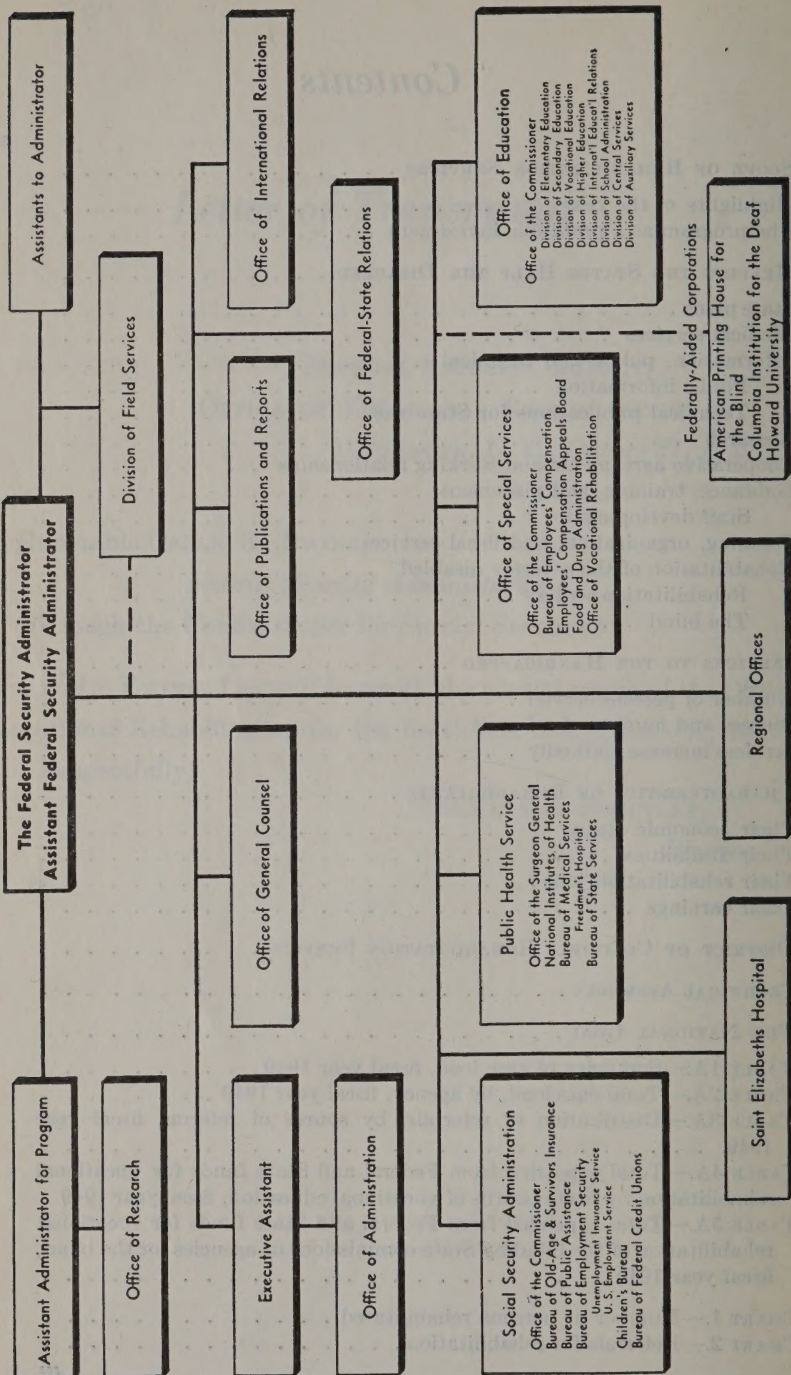 The Federal Security Administrator
Assistant Federal Security Administrator
Assistant Administrator for Program
Assistants to Administrator
Office of Research
Division of Field Services
Executive Assistant
Office of General Counsel
Office of Publications and Reports
Office of International Relations
Office of Administration
Office of Federal-State Relations
Social Security Administration
Office of the Commissioner
Bureau of Old-Age & Survivors Insurance
Bureau of Public Assistance
Bureau of Employment Security
Unemployment Insurance Service
U. S. Employment Service
Children's Bureau
Bureau of Federal Credit Unions
Public Health Service
Office of the Surgeon General
National Institutes of Health
Bureau of Medical Services
Freedmen's Hospital
Bureau of State Services
Office of Special Services
Office of the Commissioner
Bureau of Employees' Compensation
Employees' Compensation Appeals Board
Food and Drug Administration
Office of Vocational Rehabilitation
Office of Education
Office of the Commissioner
Division of Elementary Education
Division of Secondary Education
Division of Vocational Education
Division of Higher Education
Division of Internat'l Educat'l Relations
Division of School Administration
Division of Central Services
Division of Auxiliary Services
Saint Elizabeths Hospital
Regional Offices
Federally-Aided Corporations
American Printing House for
the Blind
Columbia Institution for the Deaf
Howard University